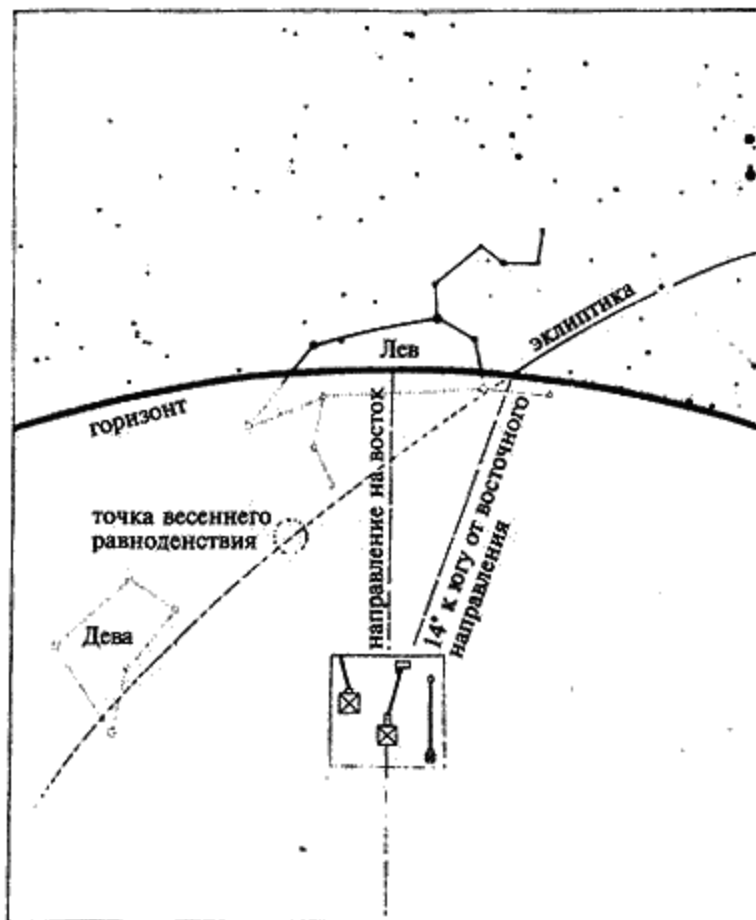 эклиптика
Лев
горизонт
направление на восток
14° к югу от восточного
направления
точка весеннего
равноденствия
Дева